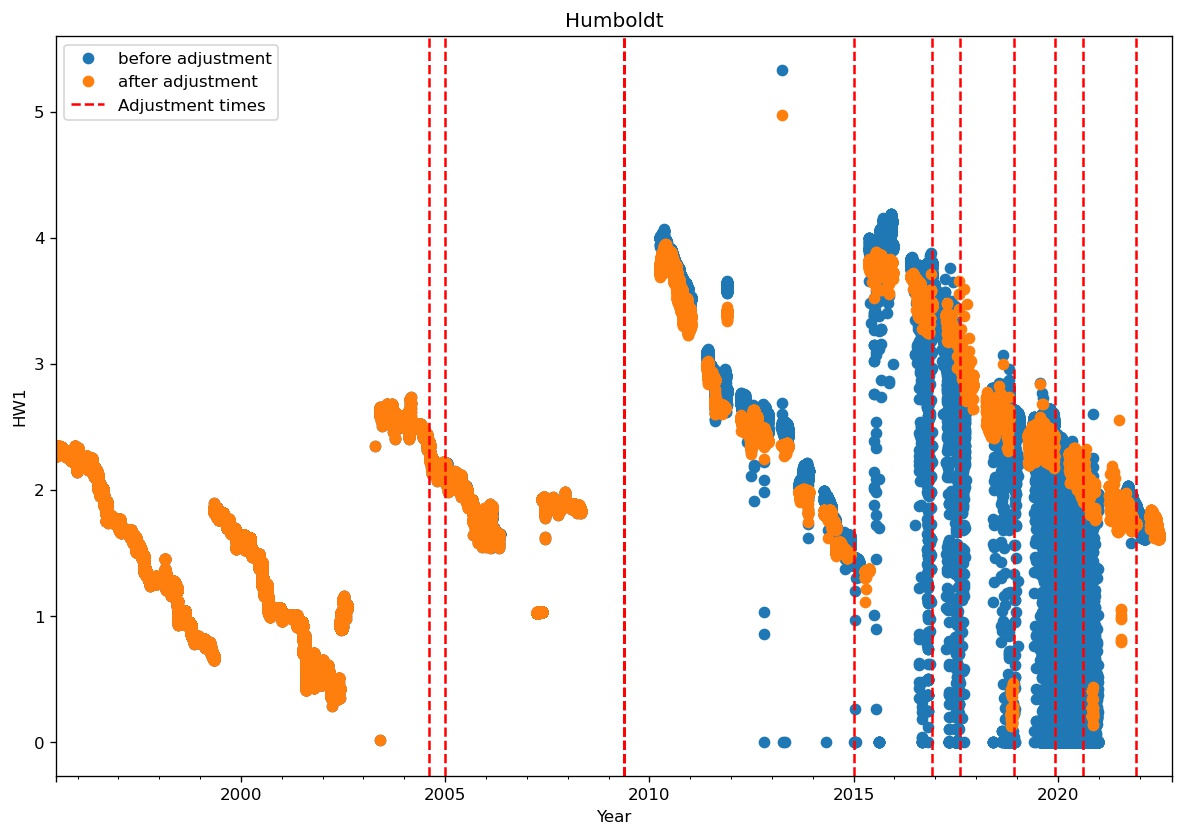 Humboldt
before adjustment
after adjustment
Adjustment times
5
4
3
2
1
0
HW1
2000 2005 2010 2015 2020
Year